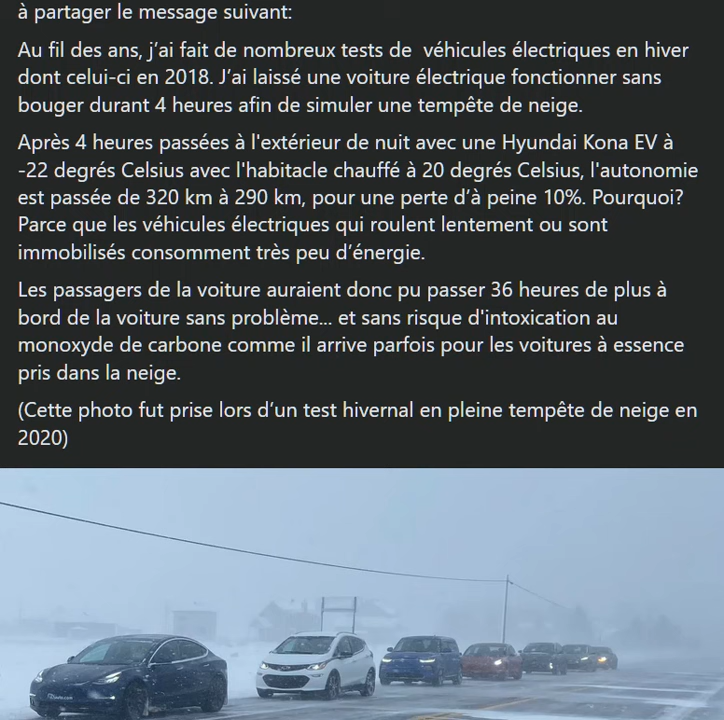 à partager le message suivant:
Au fil des ans, j’ai fait de nombreux tests de  véhicules électriques en hiver
dont celui-ci en 2018. J’ai laissé une voiture électrique fonctionner sans
bouger durant 4 heures afin de simuler une tempête de neige.
Après 4 heures passées à l'extérieur de nuit avec une Hyundai Kona EV à
-22 degrés Celsius avec l'habitacle chauffé à 20 degrés Celsius, l'autonomie
est passée de 320 km à 290 km, pour une perte d’à peine 10%. Pourquoi?
Parce que les véhicules électriques qui roulent lentement ou sont
immobilisés consomment très peu d’énergie.
Les passagers de la voiture auraient donc pu passer 36 heures de plus à
bord de la voiture sans problème... et sans risque d'intoxication au
monoxyde de carbone comme il arrive parfois pour les voitures à essence
pris dans la neige.
(Cette photo fut prise lors d’un test hivernal en pleine tempête de neige en
2020)